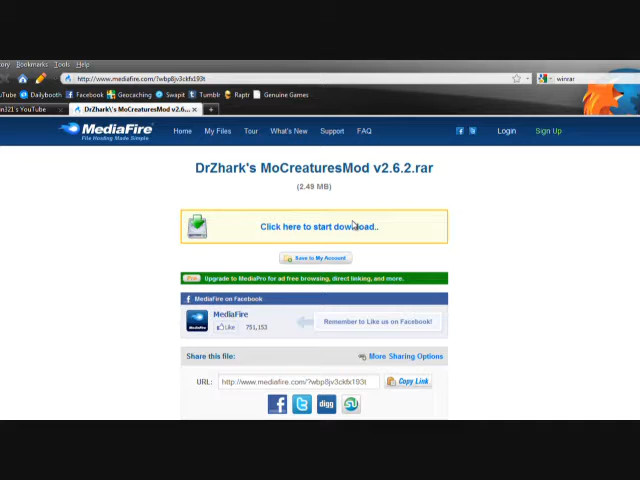 ory Bookmarks Tools Help
http://www.mediafire.com/?wbp8jv3ckfx193t
winrar
uTube Dailybooth Facebook Geocaching Swapit Tumblr Raptr Genuine Games
in321's YouTube DrZhark\'s MoCreaturesMod v2.6....
MediaFire
File Hosting Made Simple
Home My Files Tour What's New Support FAQ Login Sign Up
DrZhark's MoCreaturesMod v2.6.2.rar
(2.49 MB)
Click here to start download..
Save to My Account
Pro Upgrade to MediaPro for ad free browsing, direct linking, and more.
MediaFire on Facebook
MediaFire
Like 751,153
Remember to Like us on Facebook!
Share this file:
More Sharing Options
URL: http://www.mediafire.com/?wbp8jv3ckfx193t Copy Link
digg